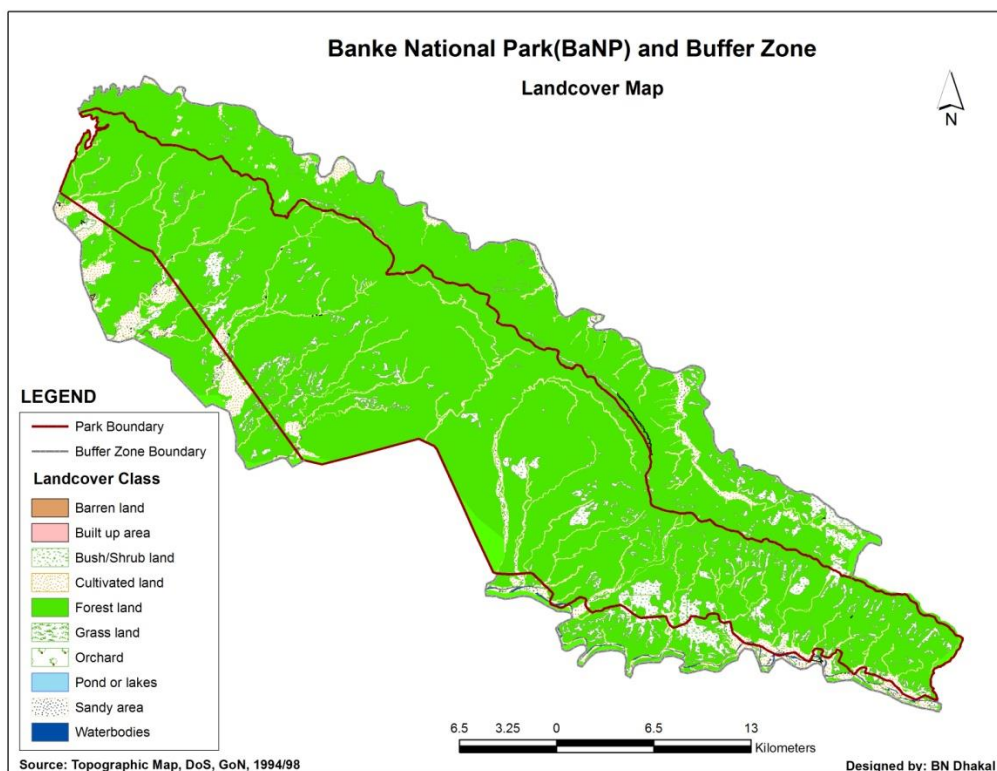 Banke National Park(BaNP) and Buffer Zone
Landcover Map
N
LEGEND
Park Boundary
Buffer Zone Boundary
Landcover Class
Barren land
Built up area
Bush/Shrub land
Cultivated land
Forest land
Grass land
Orchard
Pond or lakes
Sandy area
Waterbodies
6.5 3.25 0 6.5 13
Kilometers
Source: Topographic Map, DoS, GoN, 1994/98
Designed by: BN Dhakal